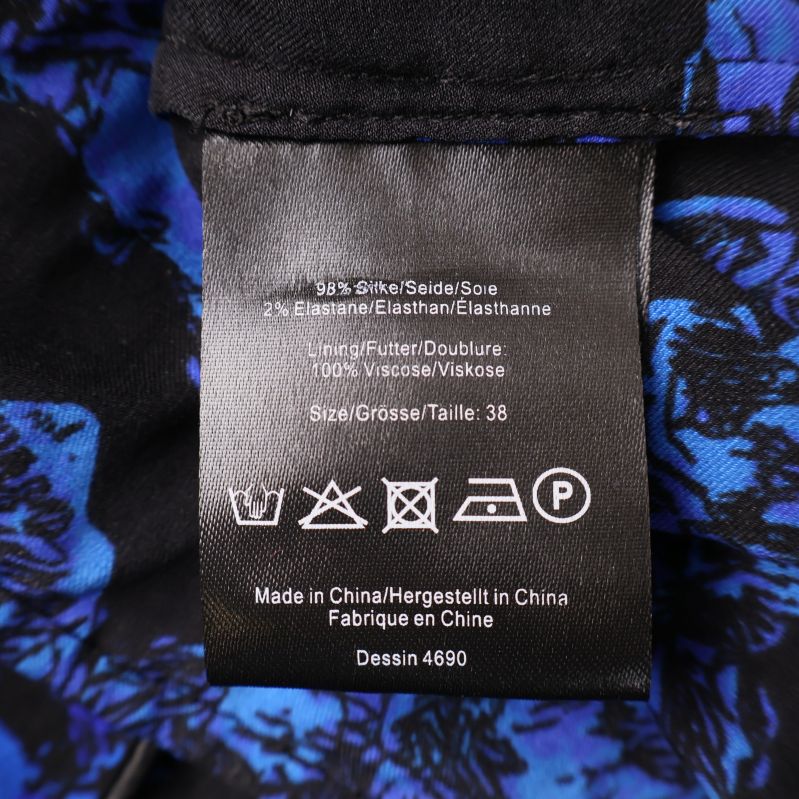 98% Silke/Seide/Soie
2% Elastane/Elasthan/Élasthanne
Lining/Futter/Doublure:
100% Viscose/Viskose
Size/Grösse/Taille: 38
P
Made in China/Hergestellt in China
Fabrique en Chine
Dessin 4690